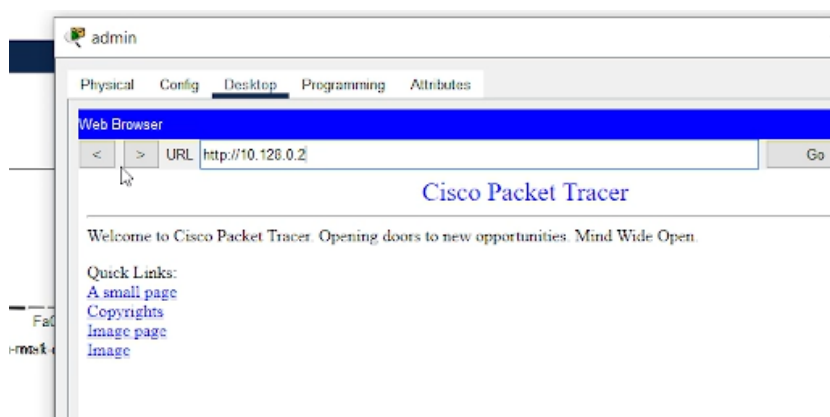 admin
Physical Config Desktop Programming Attributes
Web Browser
< > URL http://10.128.0.2 Go
Cisco Packet Tracer
Welcome to Cisco Packet Tracer. Opening doors to new opportunities. Mind Wide Open.
Quick Links:
A small page
Copyrights
Image page
Image